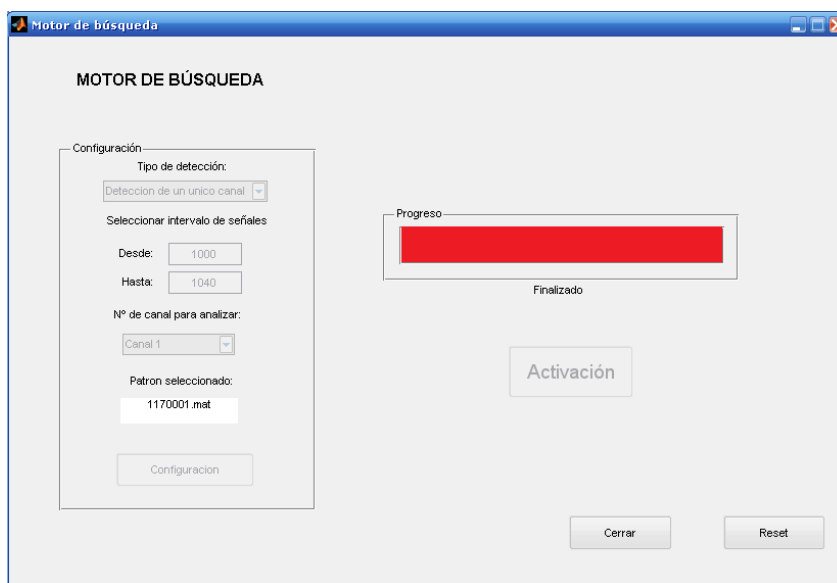 Motor de búsqueda
MOTOR DE BÚSQUEDA
Configuración
Tipo de detección:
Deteccion de un unico canal
Seleccionar intervalo de señales
Desde: 1000
Hasta: 1040
Nº de canal para analizar:
Canal 1
Patron seleccionado:
1170001.mat
Configuracion
Progreso
Finalizado
Activación
Cerrar
Reset